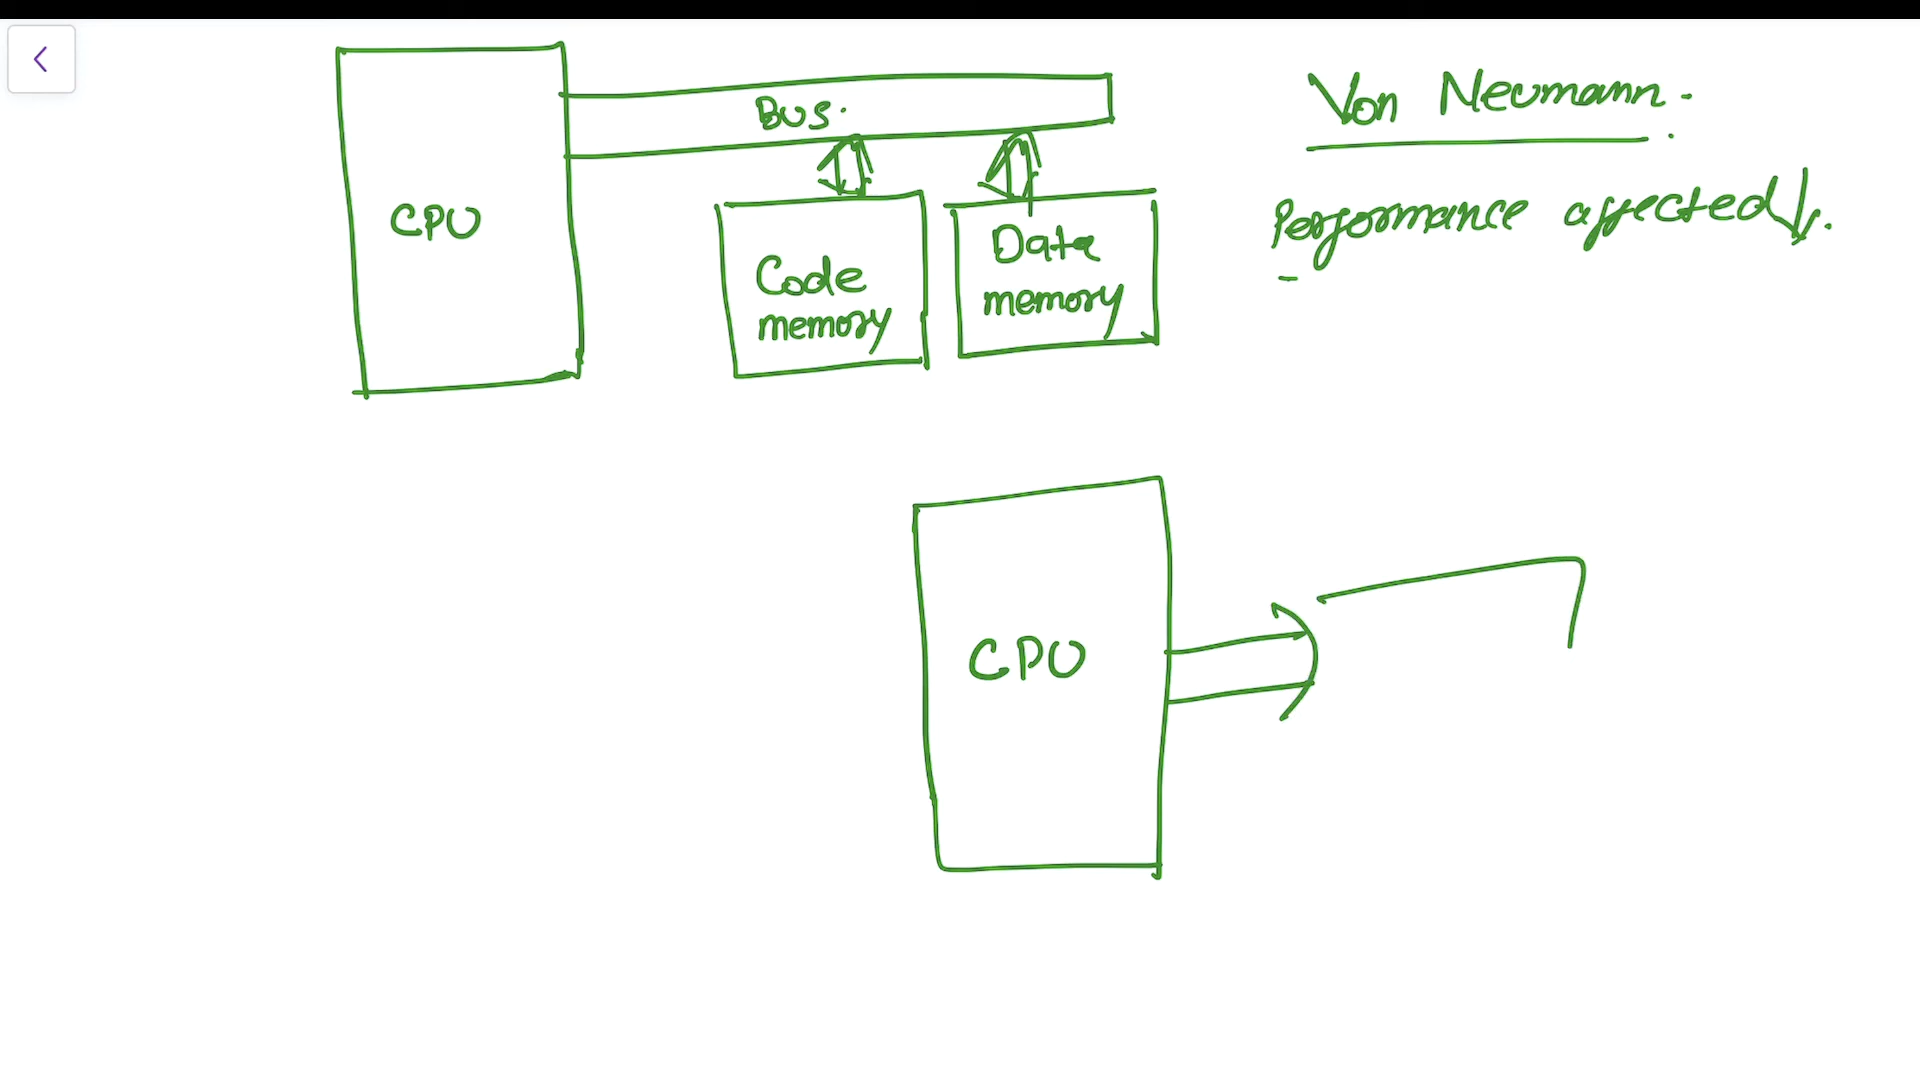 CPU
Bus.
Code
memory
Data
memory
Von Neumann.
Performance affected ↓.
CPU